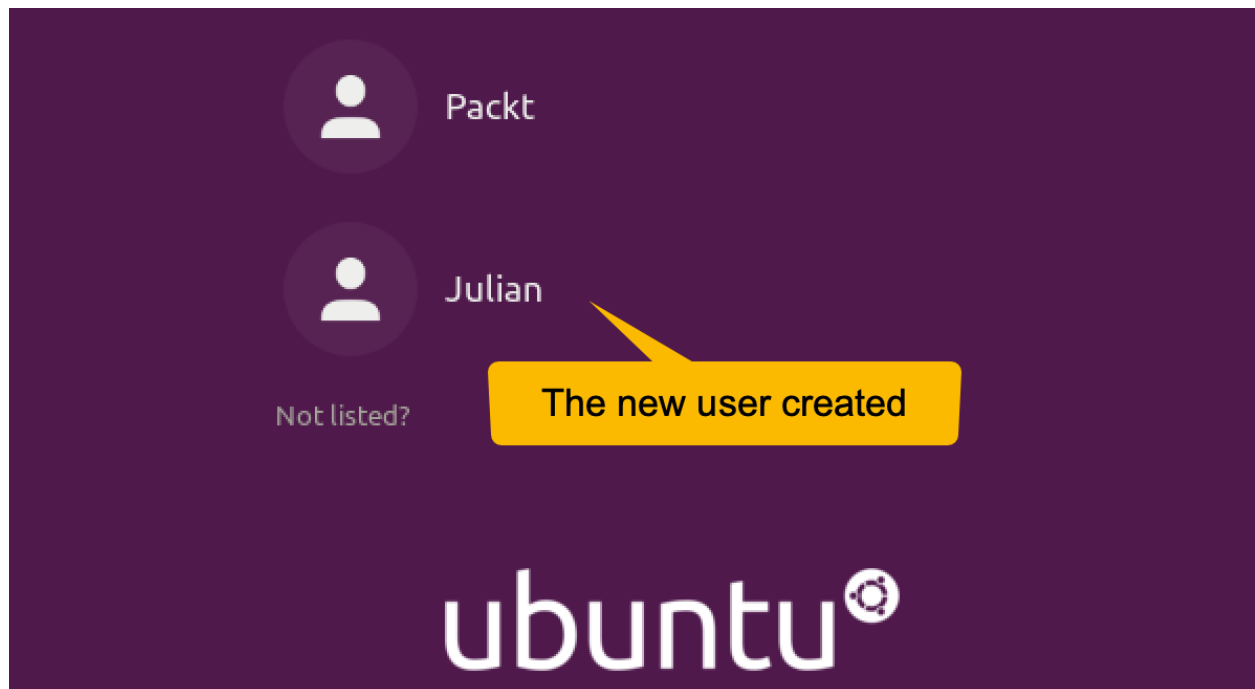 Packt
Julian
The new user created
Not listed?
ubuntu